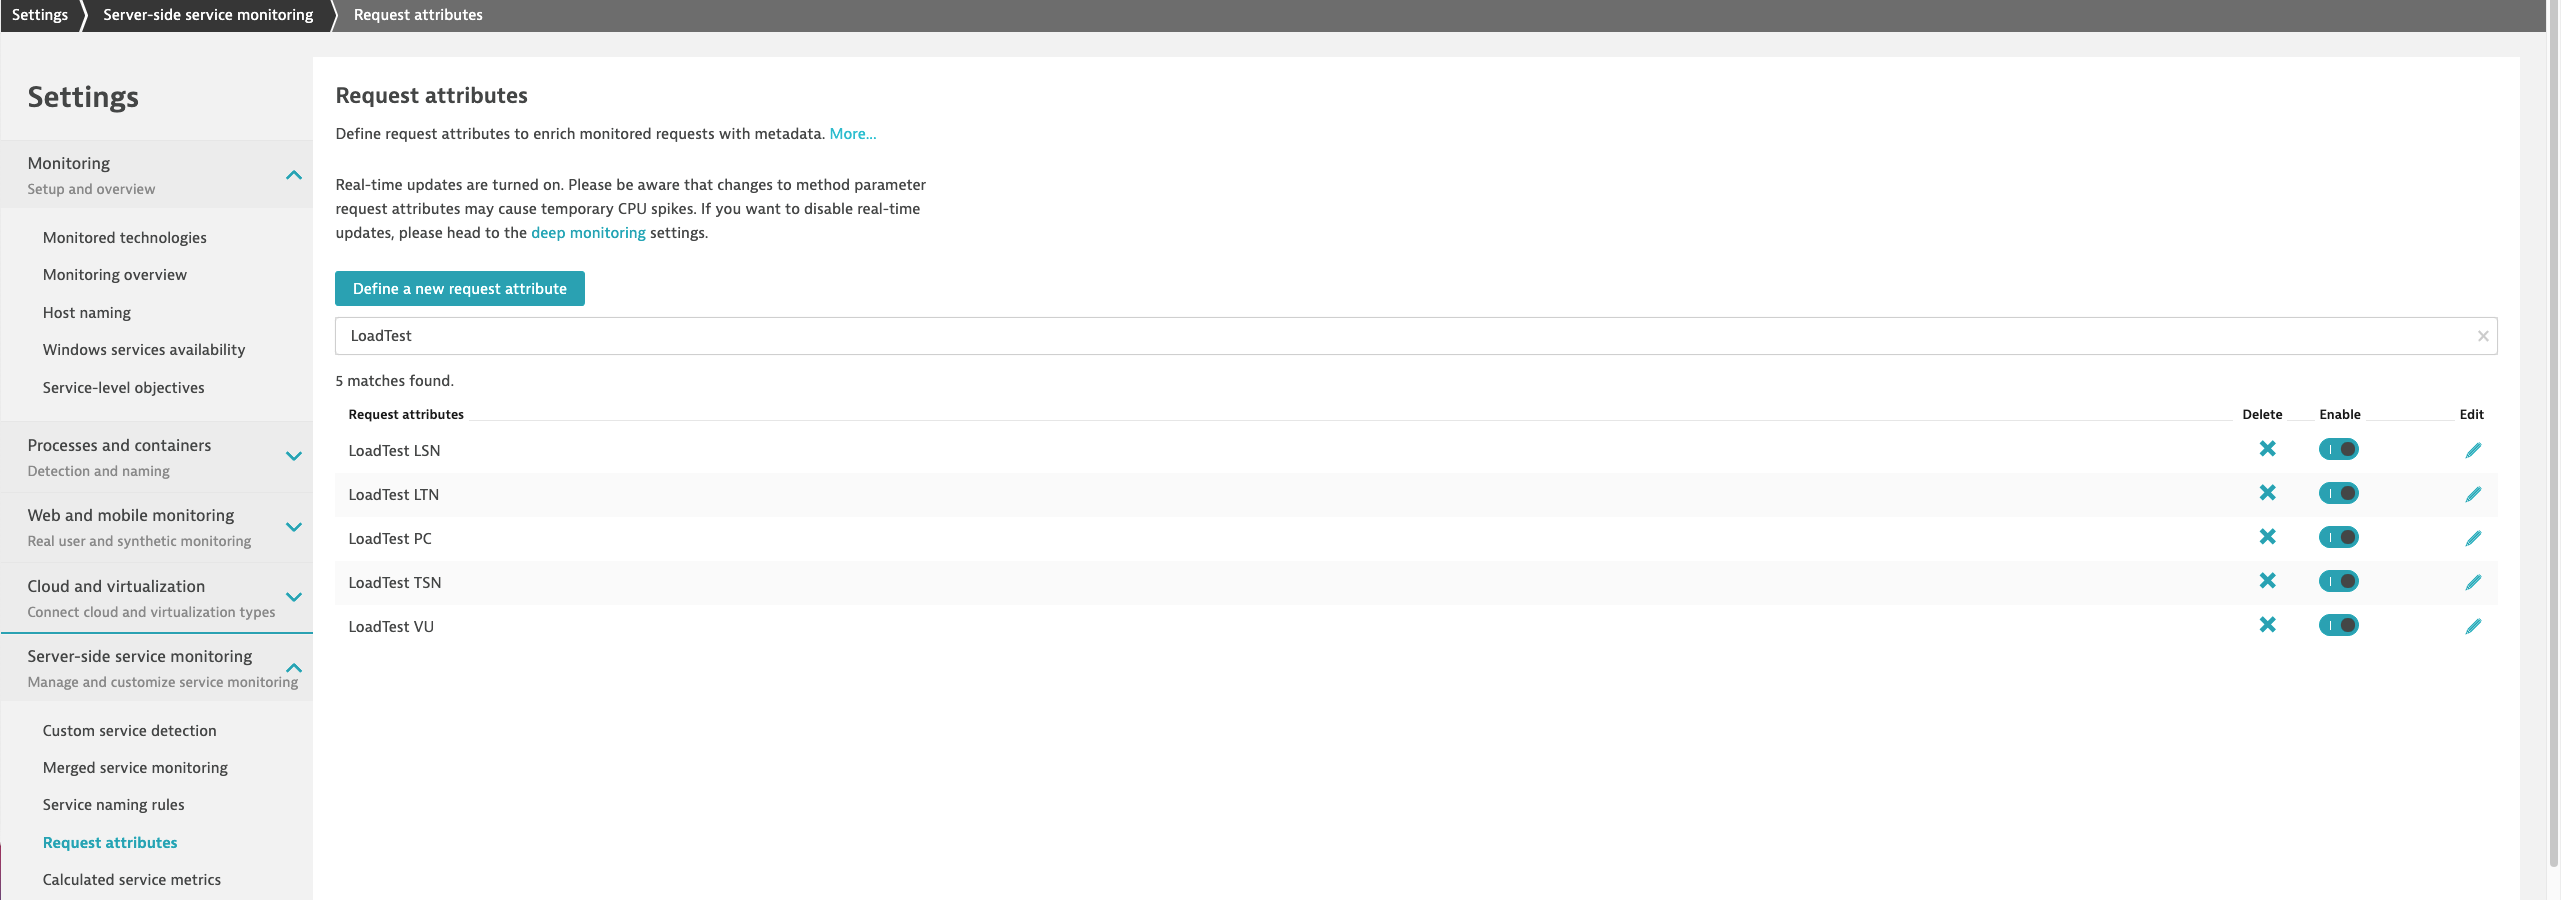 Settings
Server-side service monitoring
Request attributes
Settings
Monitoring
Setup and overview
Monitored technologies
Monitoring overview
Host naming
Windows services availability
Service-level objectives
Processes and containers
Detection and naming
Web and mobile monitoring
Real user and synthetic monitoring
Cloud and virtualization
Connect cloud and virtualization types
Server-side service monitoring
Manage and customize service monitoring
Custom service detection
Merged service monitoring
Service naming rules
Request attributes
Calculated service metrics
Request attributes
Define request attributes to enrich monitored requests with metadata. More...
Real-time updates are turned on. Please be aware that changes to method parameter
request attributes may cause temporary CPU spikes. If you want to disable real-time
updates, please head to the deep monitoring settings.
Define a new request attribute
LoadTest
5 matches found.
Request attributes Delete Enable Edit
LoadTest LSN
LoadTest LTN
LoadTest PC
LoadTest TSN
LoadTest VU